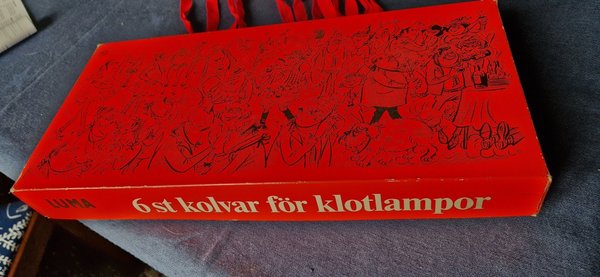 LUMA 6 st kolvar för klotlampor